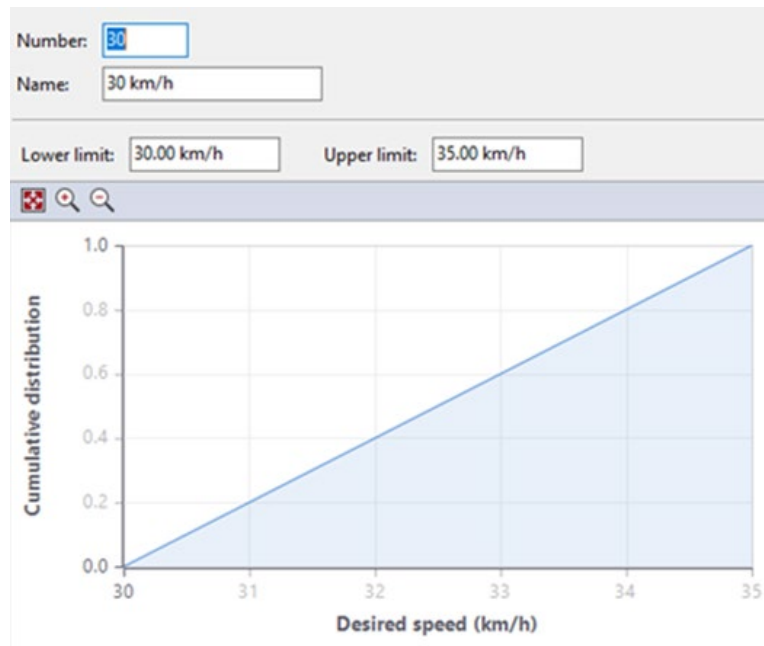 Number: 30
Name: 30 km/h
Lower limit: 30.00 km/h Upper limit: 35.00 km/h
1.0
0.8
0.6
0.4
0.2
0.0
Cumulative distribution
30 31 32 33 34 35
Desired speed (km/h)